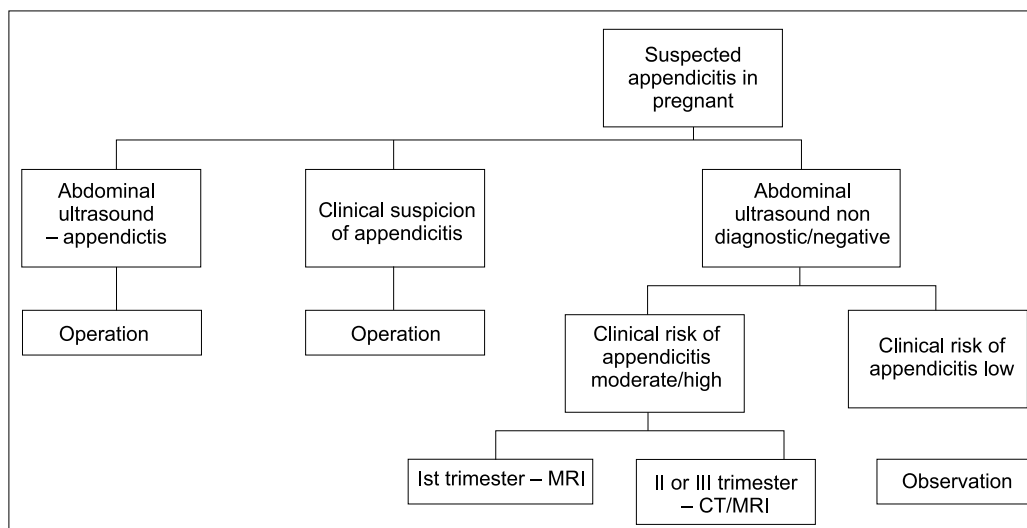 Suspected
appendicitis in
pregnant
Abdominal
ultrasound
– appendictis
Clinical suspicion
of appendicitis
Abdominal
ultrasound non
diagnostic/negative
Operation
Operation
Clinical risk of
appendicitis
moderate/high
Clinical risk of
appendicitis low
Ist trimester – MRI
II or III trimester
– CT/MRI
Observation